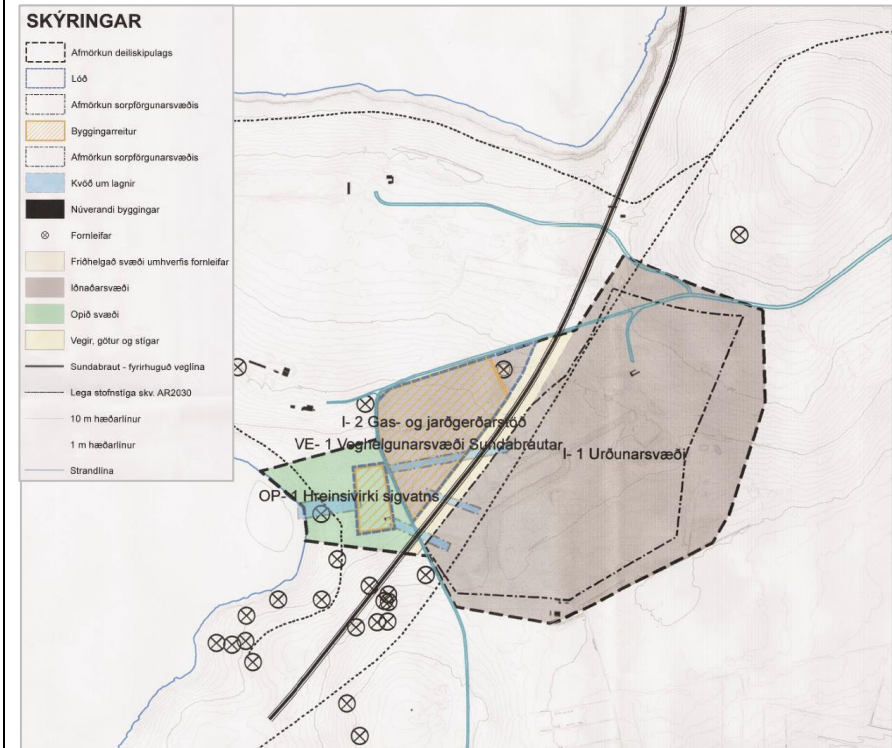 SKÝRINGAR
Afmörkun deiliskipulags
Lóð
Afmörkun sorpförgunarsvæðis
Byggingarreitur
Afmörkun sorpförgunarsvæðis
Kvöð um lagnir
Núverandi byggingar
Fornleifar
Friðhelgað svæði umhverfis fornleifar
Iðnaðarsvæði
Opið svæði
Vegir, götur og stígar
Sundabraut - fyrirhuguð veglína
Lega stofnstíga skv. AR2030
10 m hæðarlínur
1 m hæðarlínur
Strandlína
I- 2 Gas- og jarðgerðarstöð
VE- 1 Veghelgunarsvæði Sundabrautar
I- 1 Urðunarsvæði
OP- 1 Hreinsivirki sigvatns